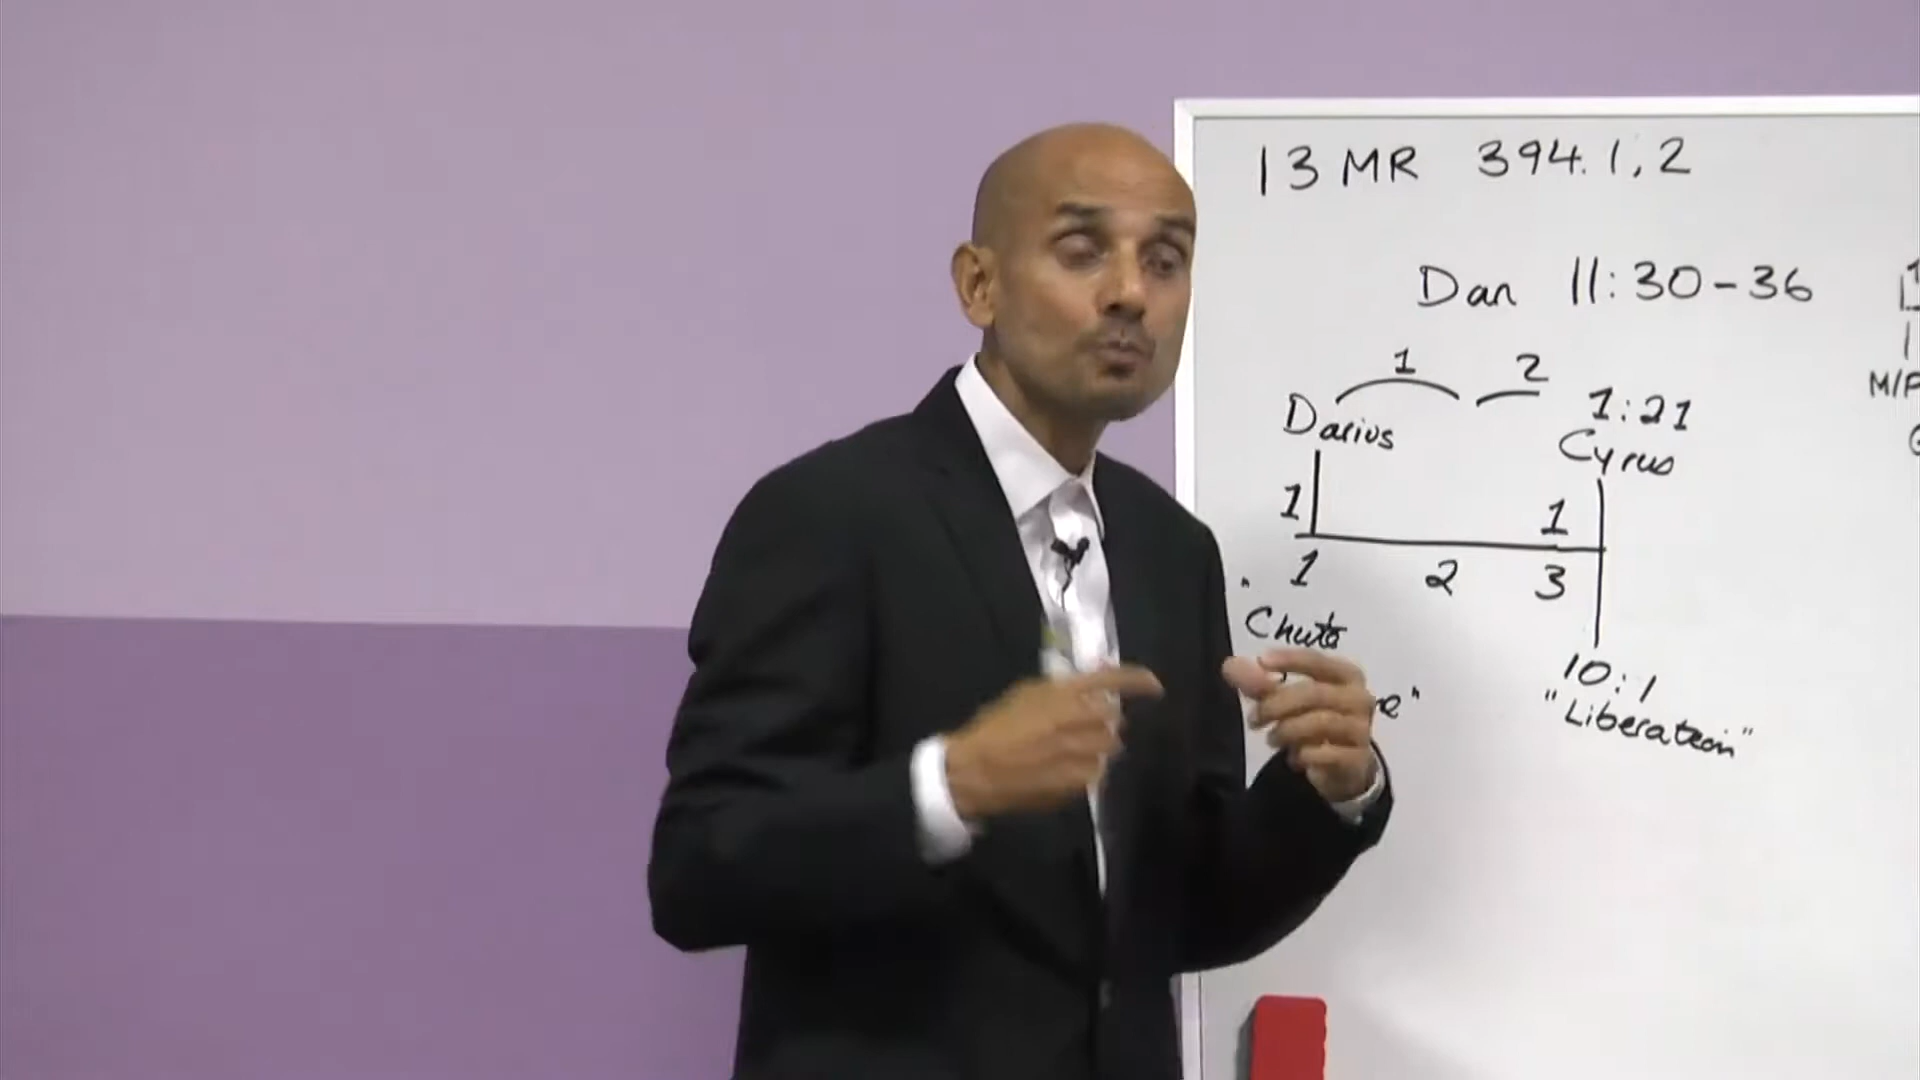 13 MR 394.1,2
Dan 11:30-36
1 2
Darius
1:21
Cyrus
1 1
1 2 3
"Chute
10:1
"Liberation"
M/P